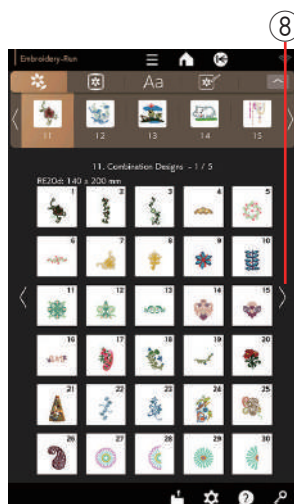 ⑧
Embroidery-Run
Aa
11 12 13 14 15
11. Combination Designs - 1 / 5
RE20d: 140 x 200 mm
1 2 3 4 5
6 7 8 9 10
11 12 13 14 15
16 17 18 19 20
21 22 23 24 25
26 27 28 29 30
?